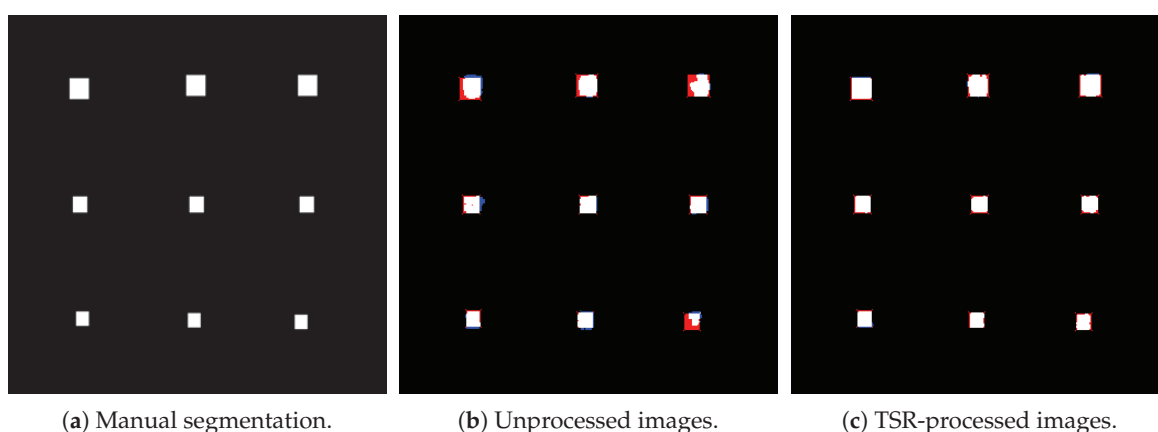 (a) Manual segmentation.
(b) Unprocessed images.
(c) TSR-processed images.